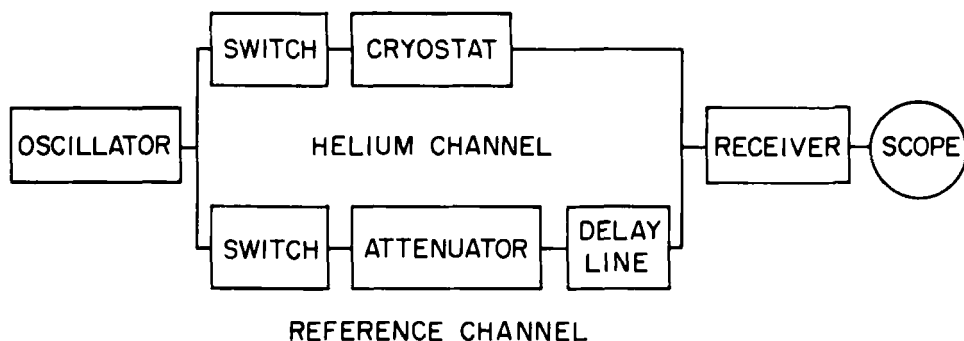 SWITCH
CRYOSTAT
OSCILLATOR
HELIUM CHANNEL
RECEIVER
SCOPE
SWITCH
ATTENUATOR
DELAY
LINE
REFERENCE CHANNEL